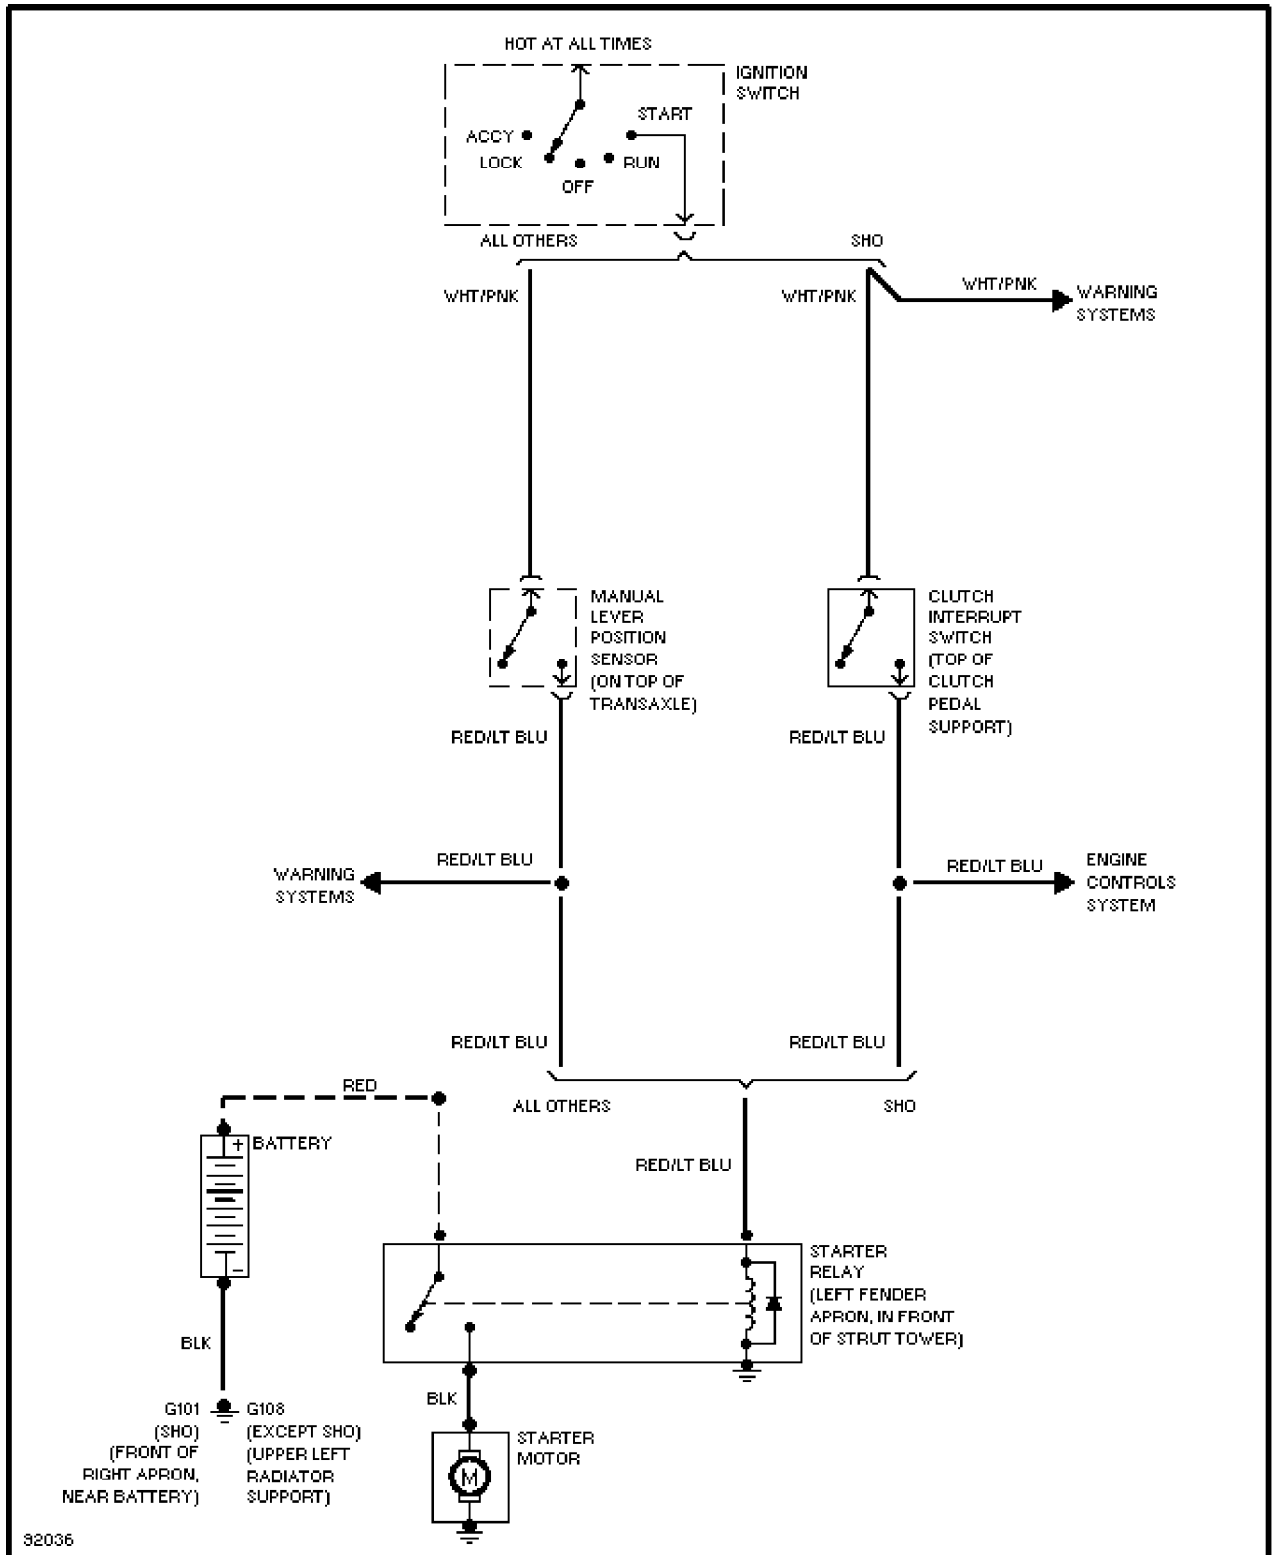 HOT AT ALL TIMES
IGNITION
SWITCH
START
ACCY
LOCK
RUN
OFF
ALL OTHERS
SHO
WHT/PNK
WHT/PNK
WHT/PNK
WARNING
SYSTEMS
MANUAL
LEVER
POSITION
SENSOR
(ON TOP OF
TRANSAXLE)
CLUTCH
INTERRUPT
SWITCH
(TOP OF
CLUTCH
PEDAL
SUPPORT)
RED/LT BLU
RED/LT BLU
RED/LT BLU
WARNING
SYSTEMS
RED/LT BLU
ENGINE
CONTROLS
SYSTEM
RED/LT BLU
RED/LT BLU
RED
ALL OTHERS
SHO
+
BATTERY
-
RED/LT BLU
STARTER
RELAY
(LEFT FENDER
APRON, IN FRONT
OF STRUT TOWER)
BLK
BLK
G101
(SHO)
(FRONT OF
RIGHT APRON,
NEAR BATTERY)
G108
(EXCEPT SHO)
(UPPER LEFT
RADIATOR
SUPPORT)
STARTER
MOTOR
M
92036